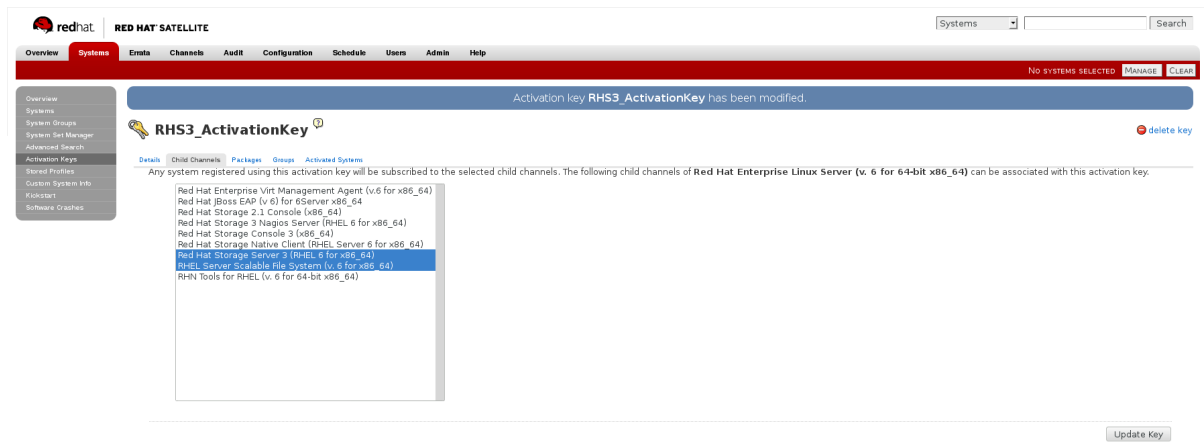 redhat. RED HAT SATELLITE
Systems Search
Overview Systems Errata Channels Audit Configuration Schedule Users Admin Help
NO SYSTEMS SELECTED MANAGE CLEAR
Overview
Systems
System Groups
System Set Manager
Advanced Search
Activation Keys
Stored Profiles
Custom System Info
Kickstart
Software Crashes
Activation key RHS3_ActivationKey has been modified.
RHS3_ActivationKey ?
delete key
Details Child Channels Packages Groups Activated Systems
Any system registered using this activation key will be subscribed to the selected child channels. The following child channels of Red Hat Enterprise Linux Server (v. 6 for 64-bit x86_64) can be associated with this activation key.
Red Hat Enterprise Virt Management Agent (v.6 for x86_64)
Red Hat JBoss EAP (v 6) for 6Server x86_64
Red Hat Storage 2.1 Console (x86_64)
Red Hat Storage 3 Nagios Server (RHEL 6 for x86_64)
Red Hat Storage Console 3 (x86_64)
Red Hat Storage Native Client (RHEL Server 6 for x86_64)
Red Hat Storage Server 3 (RHEL 6 for x86_64)
RHEL Server Scalable File System (v. 6 for x86_64)
RHN Tools for RHEL (v. 6 for 64-bit x86_64)
Update Key